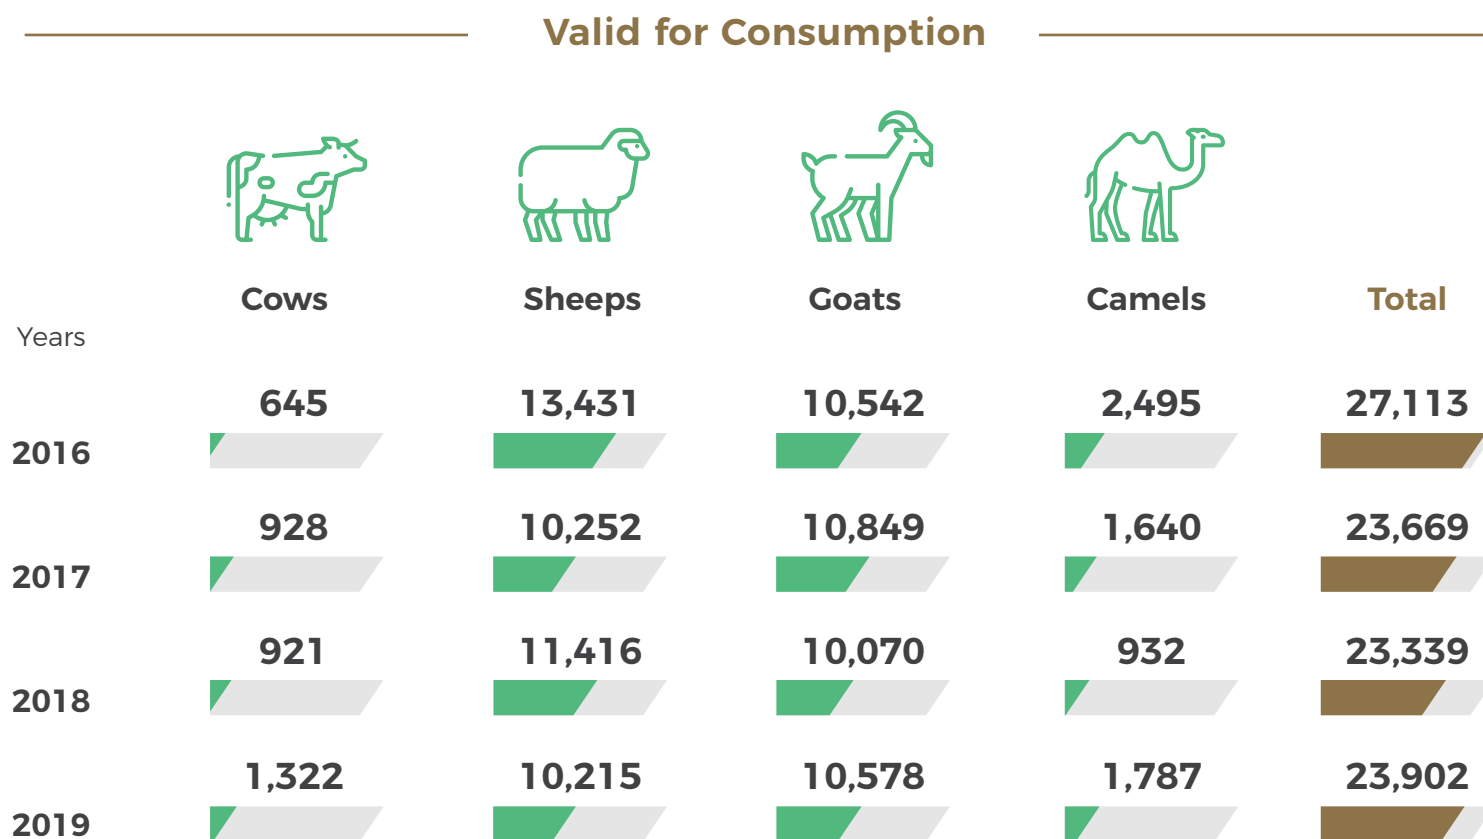 Valid for Consumption
Cows Sheeps Goats Camels Total
Years
645 13,431 10,542 2,495 27,113
2016
928 10,252 10,849 1,640 23,669
2017
921 11,416 10,070 932 23,339
2018
1,322 10,215 10,578 1,787 23,902
2019